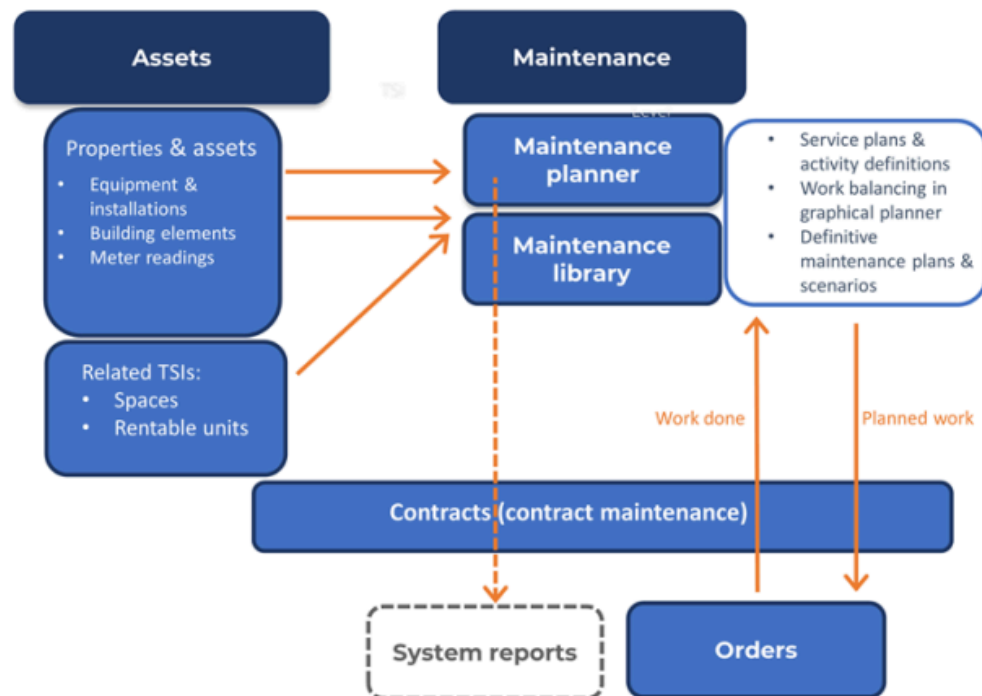 Assets
Maintenance
TSI
Properties & assets
• Equipment &
installations
• Building elements
• Meter readings
Maintenance
planner
Maintenance
library
• Service plans &
activity definitions
• Work balancing in
graphical planner
• Definitive
maintenance plans &
scenarios
Related TSIs:
• Spaces
• Rentable units
Work done
Planned work
Contracts (contract maintenance)
System reports
Orders